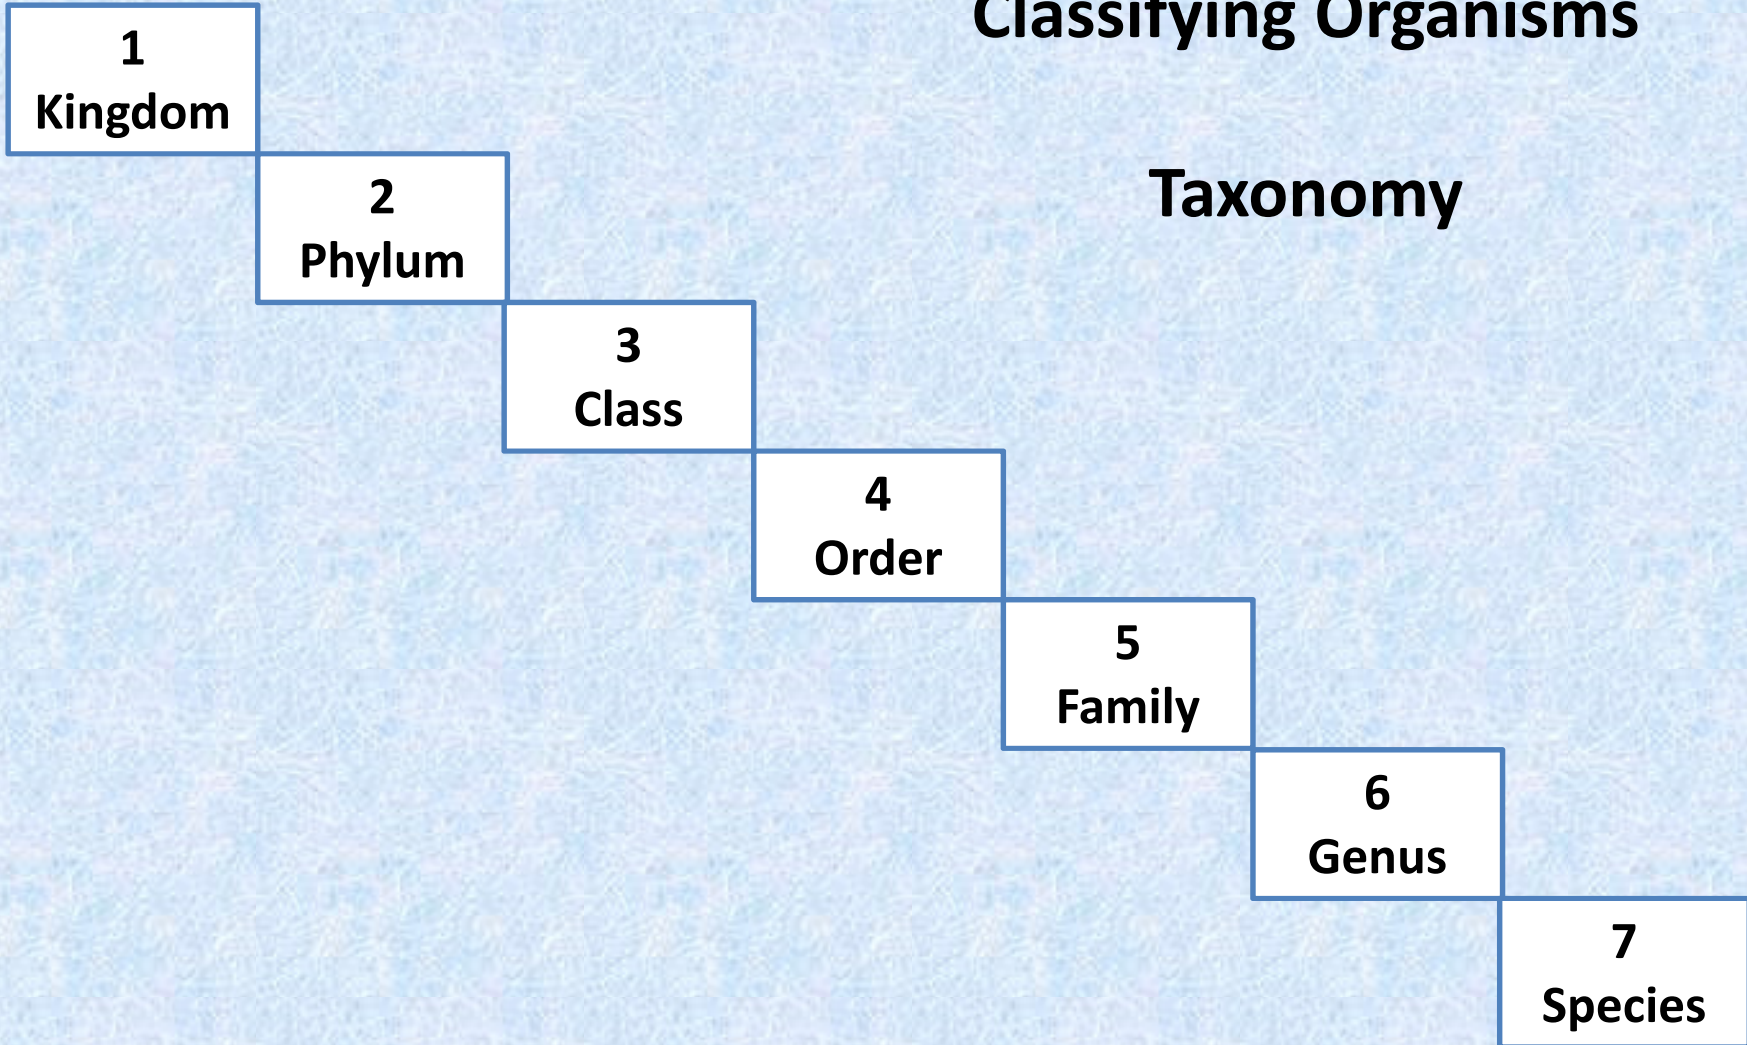 Classifying Organisms
Taxonomy
1
Kingdom
2
Phylum
3
Class
4
Order
5
Family
6
Genus
7
Species